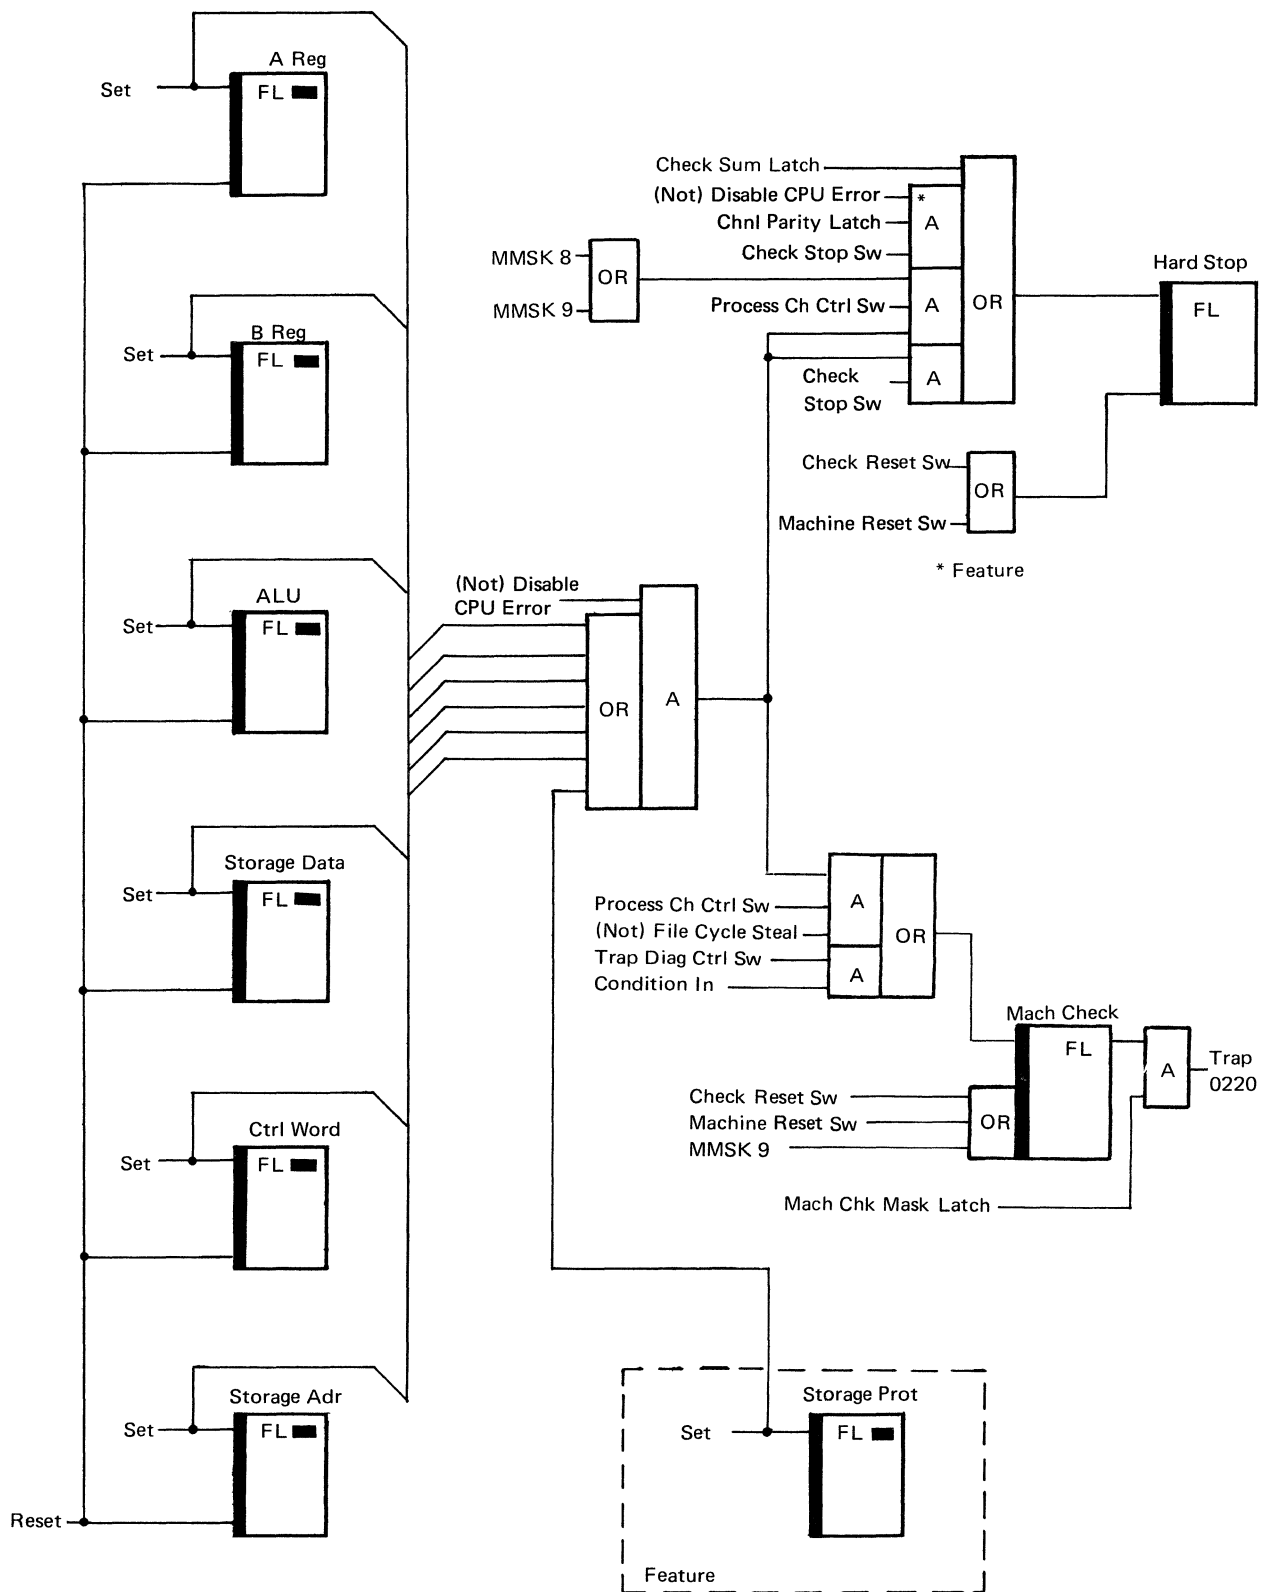 A Reg
Set
FL
B Reg
Set
FL
ALU
Set
FL
Storage Data
Set
FL
Ctrl Word
Set
FL
Storage Adr
Set
FL
Reset
(Not) Disable
CPU Error
OR
A
MMSK 8
MMSK 9
OR
Check Sum Latch
(Not) Disable CPU Error
*
Chnl Parity Latch
A
Check Stop Sw
Process Ch Ctrl Sw
A
OR
Check
Stop Sw
A
Hard Stop
FL
Check Reset Sw
OR
Machine Reset Sw
* Feature
Process Ch Ctrl Sw
A
(Not) File Cycle Steal
OR
Trap Diag Ctrl Sw
A
Condition In
Mach Check
FL
Check Reset Sw
Machine Reset Sw
OR
MMSK 9
A
Trap
0220
Mach Chk Mask Latch
Storage Prot
Set
FL
Feature